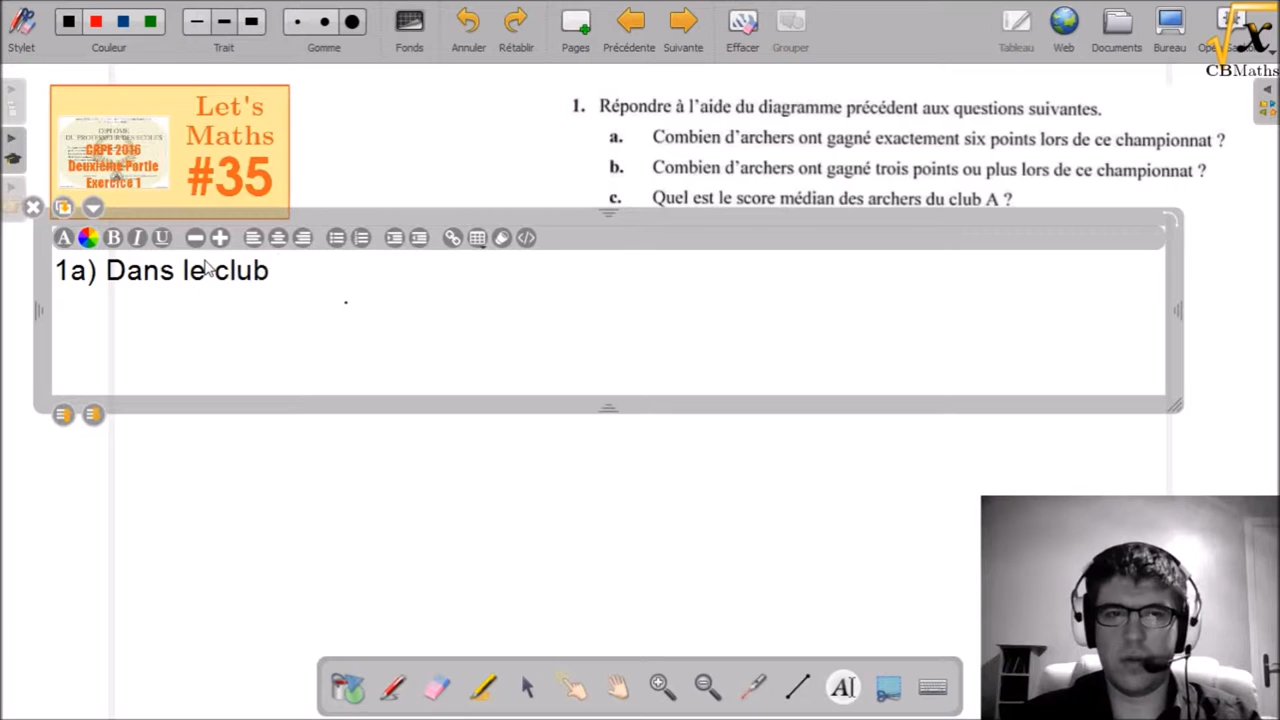 Stylet
Couleur
Trait
Gomme
Fonds
Annuler
Rétablir
Pages
Précédente
Suivante
Effacer
Grouper
Tableau
Web
Documents
Bureau
x
CBMaths
Let's
Maths
#35
CRPE 2016
Deuxième Partie
Exercice 1
1. Répondre à l'aide du diagramme précédent aux questions suivantes.
a. Combien d'archers ont gagné exactement six points lors de ce championnat ?
b. Combien d'archers ont gagné trois points ou plus lors de ce championnat ?
c. Quel est le score médian des archers du club A ?
A B I U
1a) Dans le club
AI